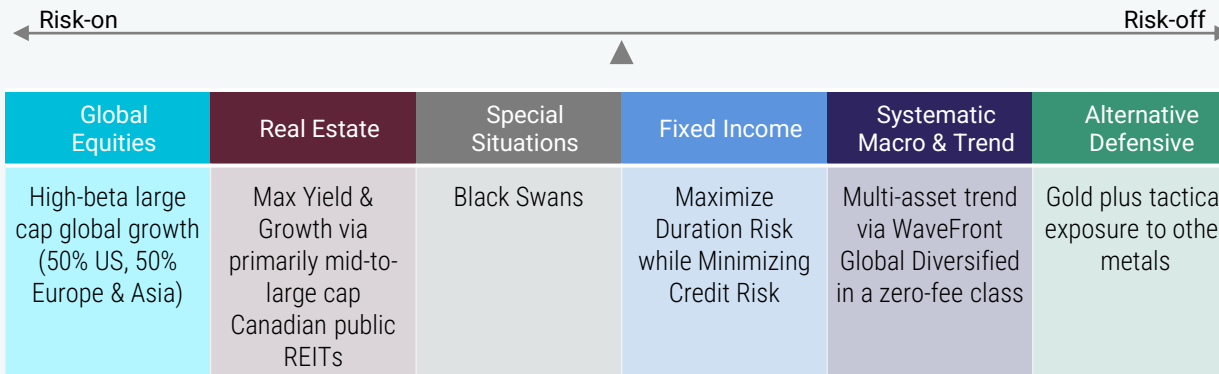 Risk-on
Risk-off
Global
Equities
Real Estate
Special
Situations
Fixed Income
Systematic
Macro & Trend
Alternative
Defensive
High-beta large
cap global growth
(50% US, 50%
Europe & Asia)
Max Yield &
Growth via
primarily mid-to-
large cap
Canadian public
REITs
Black Swans
Maximize
Duration Risk
while Minimizing
Credit Risk
Multi-asset trend
via WaveFront
Global Diversified
in a zero-fee class
Gold plus tactica
exposure to othe
metals